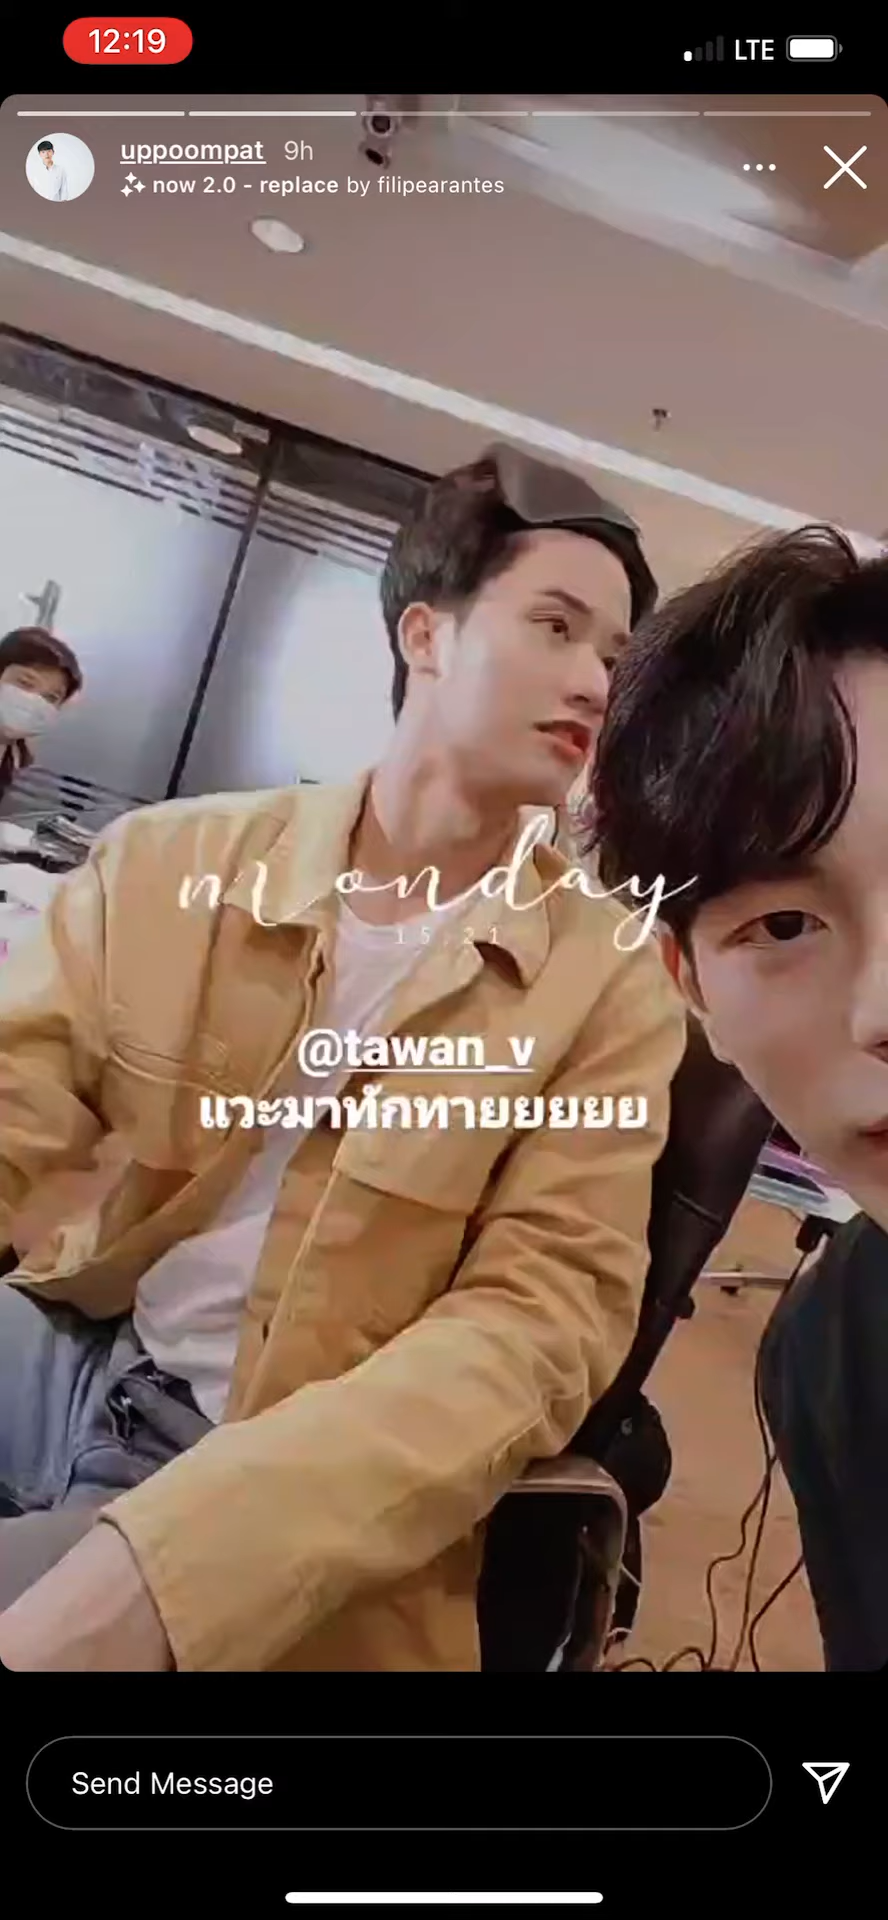 12:19
LTE
uppoompat 9h
now 2.0 - replace by filipearantes
monday
15:21
@tawan_v
แวะมาทักทายยยยย
Send Message